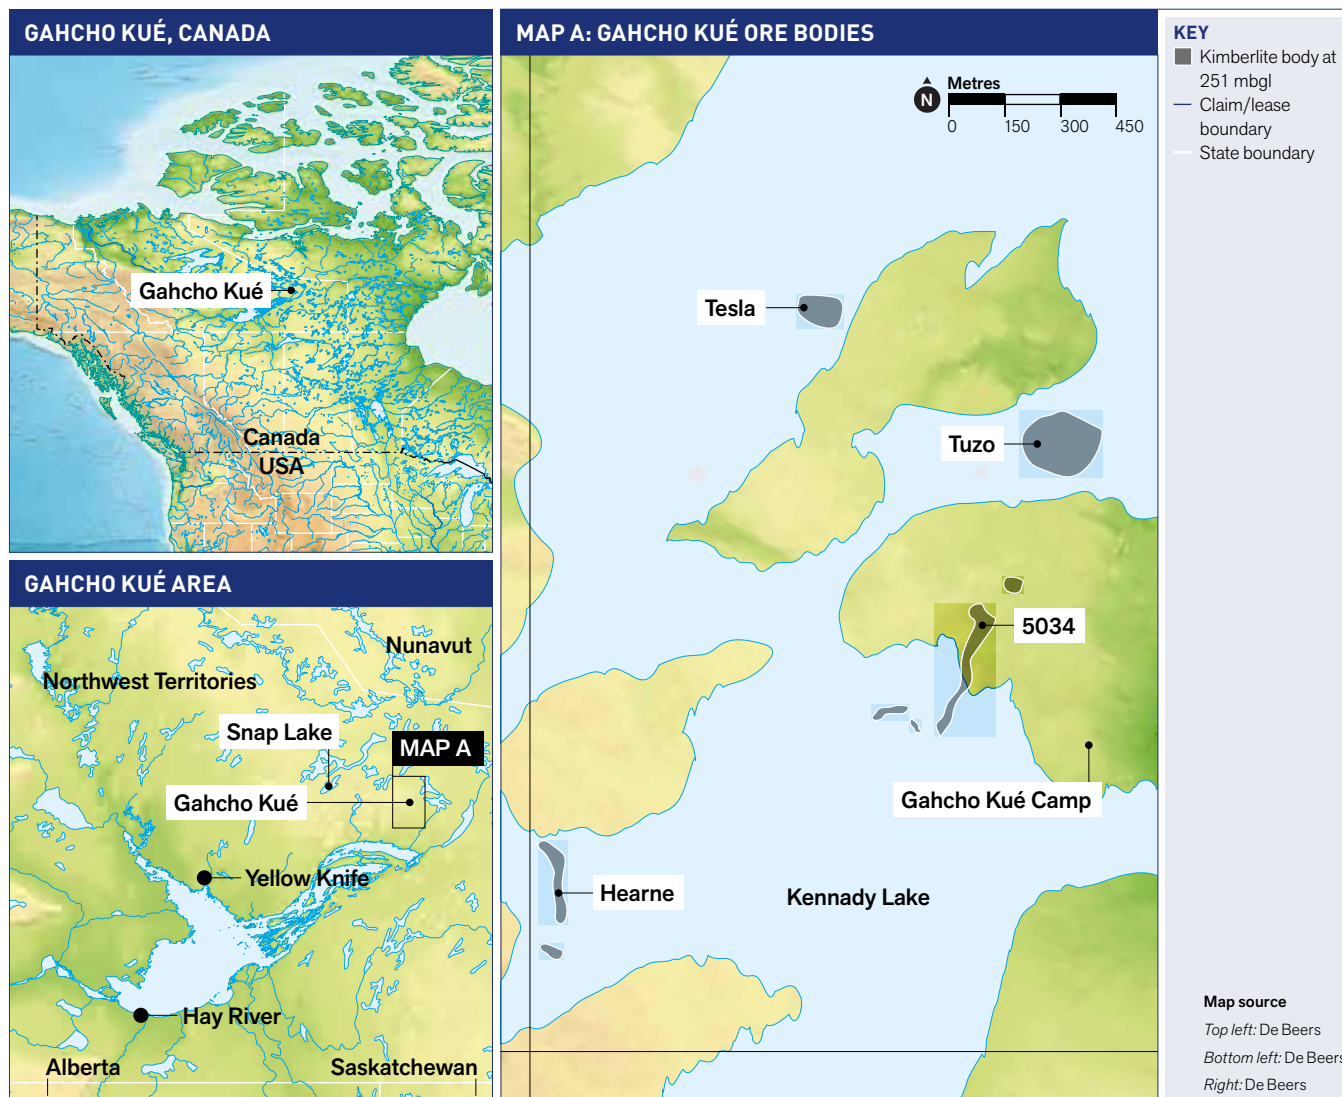 GAHCHO KUÉ, CANADA
Gahcho Kué
Canada
USA
GAHCHO KUÉ AREA
Nunavut
Northwest Territories
Snap Lake
MAP A
Gahcho Kué
Yellow Knife
Hay River
Alberta
Saskatchewan
MAP A: GAHCHO KUÉ ORE BODIES
N
Metres
0 150 300 450
Tesla
Tuzo
5034
Gahcho Kué Camp
Hearne
Kennady Lake
KEY
Kimberlite body at
251 mbgl
Claim/lease
boundary
State boundary
Map source
Top left: De Beers
Bottom left: De Beers
Right: De Beers